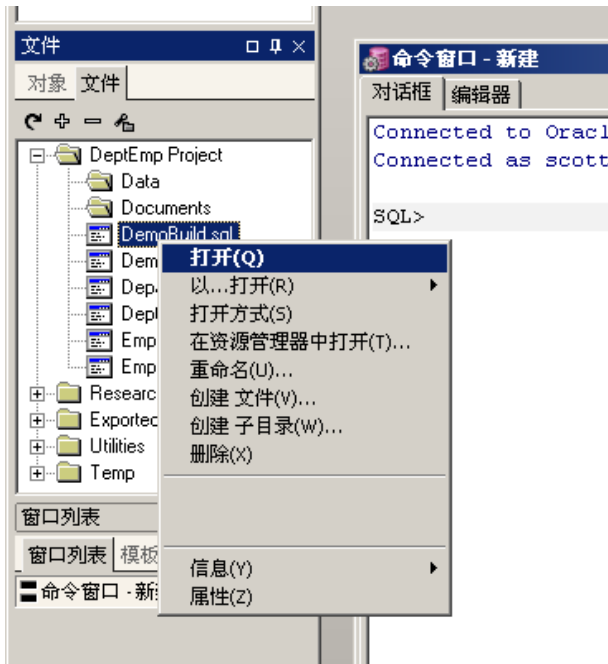 文件
对象 文件
DeptEmp Project
Data
Documents
DemoBuild.sql
Dem
Dep
Dept
Emp
Emp
Researc
Exported
Utilities
Temp
窗口列表
窗口列表 模板
命令窗口 - 新
打开(Q)
以...打开(R)
打开方式(S)
在资源管理器中打开(T)...
重命名(U)...
创建 文件(V)...
创建 子目录(W)...
删除(X)
信息(Y)
属性(Z)
命令窗口 - 新建
对话框 编辑器
Connected to Oracl
Connected as scott
SQL>